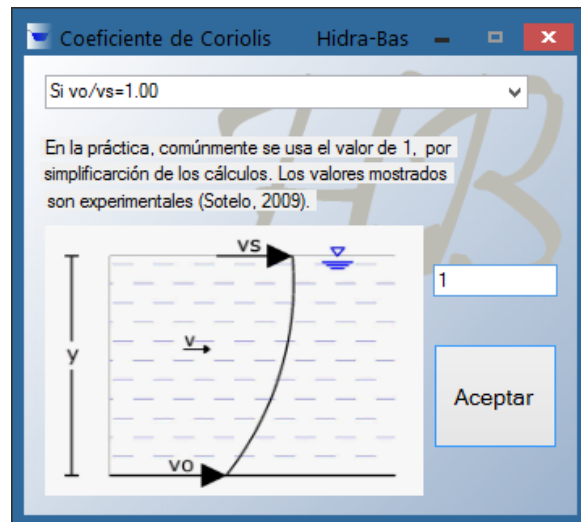 Coeficiente de Coriolis Hidra-Bas
Si vo/vs=1.00
En la práctica, comúnmente se usa el valor de 1, por
simplificarción de los cálculos. Los valores mostrados
son experimentales (Sotelo, 2009).
HB
vs
1
v
y
Aceptar
vo